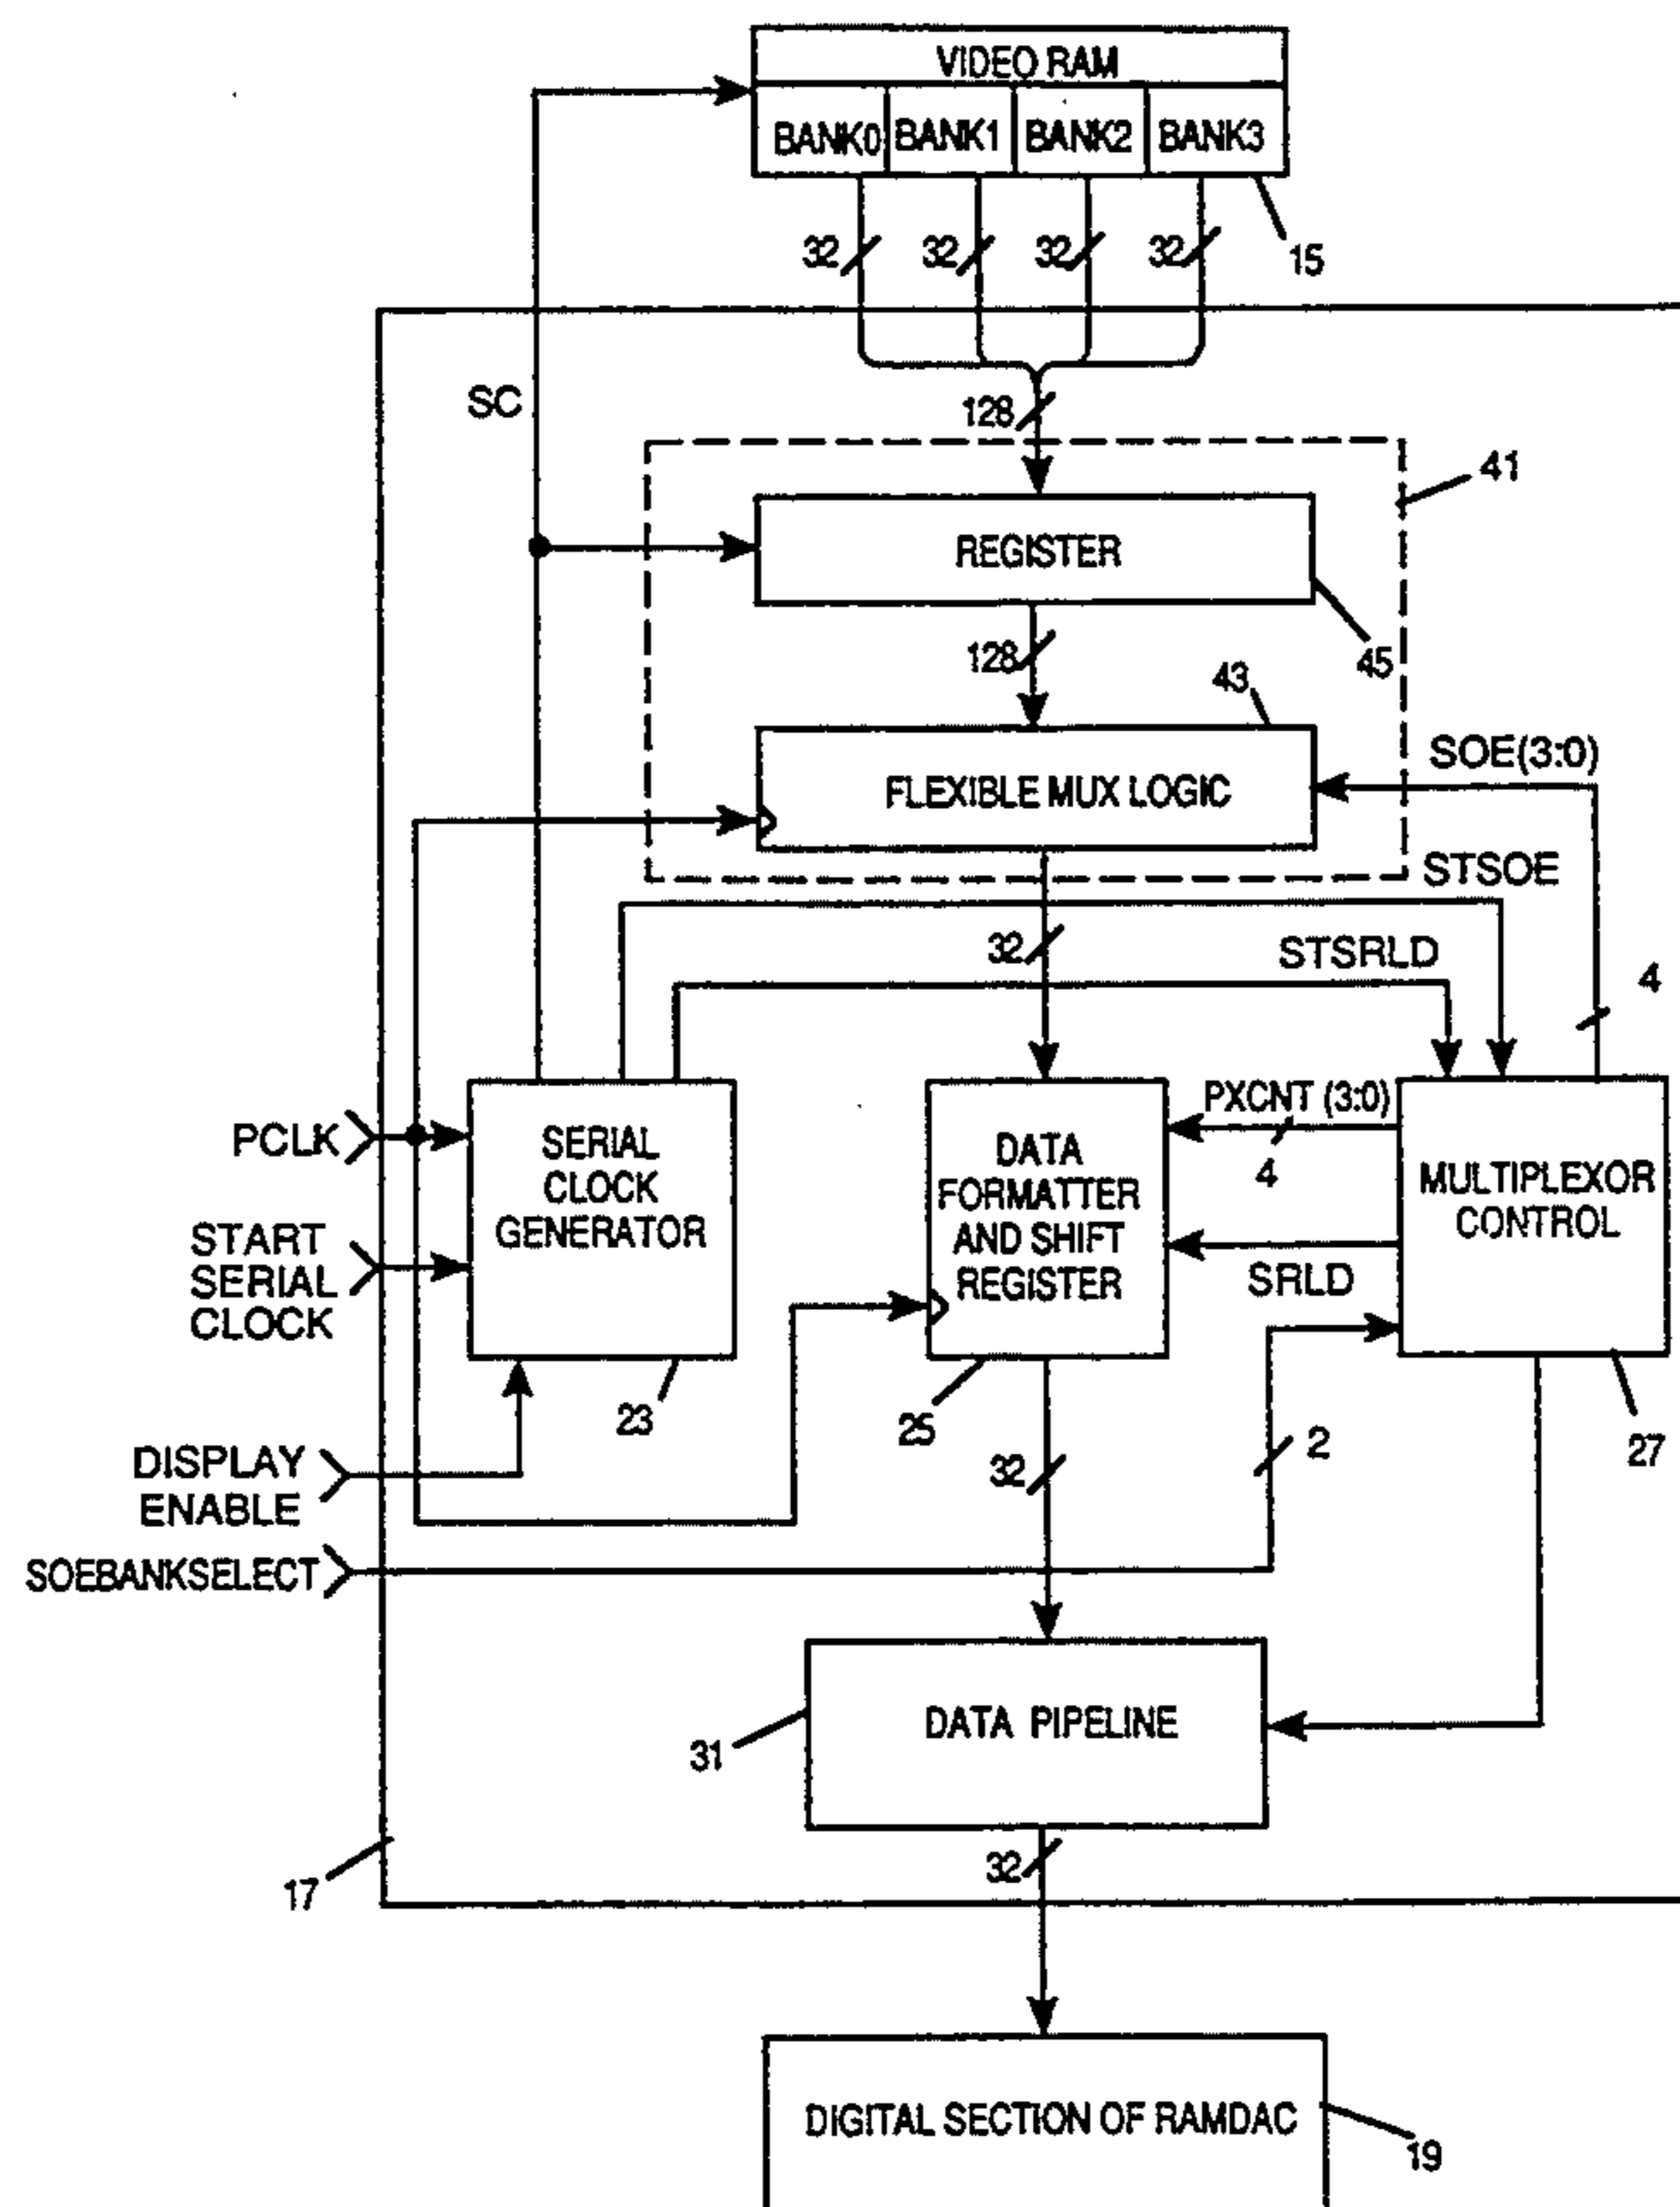 VIDEO RAM
BANK0 BANK1 BANK2 BANK3
32 32 32 32
15
SC
128
41
REGISTER
128
45
43
SOE(3:0)
FLEXIBLE MUX LOGIC
STSOE
32
STSRLD
4
PCLK
SERIAL
CLOCK
GENERATOR
DATA
FORMATTER
AND SHIFT
REGISTER
PXCNT (3:0)
4
MULTIPLEXOR
CONTROL
START
SERIAL
CLOCK
SRLD
23
25
27
DISPLAY
ENABLE
32
2
SOEBANKSELECT
DATA PIPELINE
31
17
32
DIGITAL SECTION OF RAMDAC
19